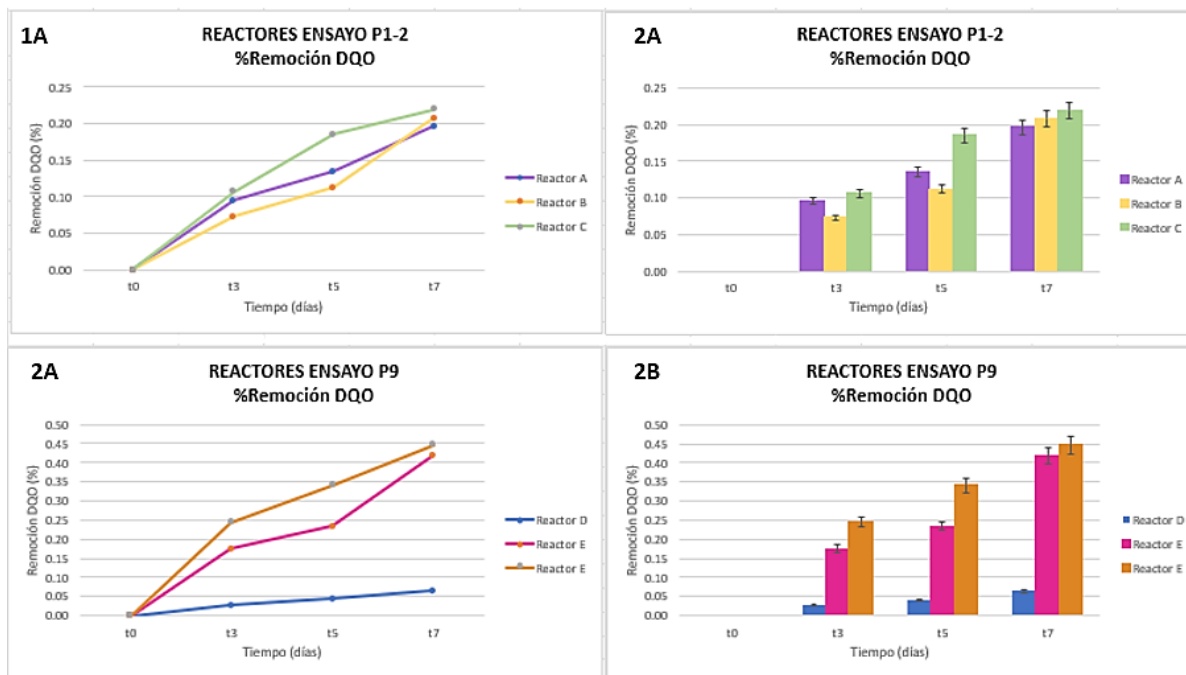 1A
REACTORES ENSAYO P1-2
%Remoción DQO
0.25
0.20
0.15
0.10
0.05
0.00
Remoción DQO (%)
t0
t3
t5
t7
Tiempo (días)
Reactor A
Reactor B
Reactor C
2A
REACTORES ENSAYO P1-2
%Remoción DQO
0.25
0.20
0.15
0.10
0.05
0.00
Remoción DQO (%)
t0
t3
t5
t7
Tiempo (días)
Reactor A
Reactor B
Reactor C
2A
REACTORES ENSAYO P9
%Remoción DQO
0.50
0.45
0.40
0.35
0.30
0.25
0.20
0.15
0.10
0.05
0.00
Remoción DQO (%)
t0
t3
t5
t7
Tiempo (días)
Reactor D
Reactor E
Reactor E
2B
REACTORES ENSAYO P9
%Remoción DQO
0.50
0.45
0.40
0.35
0.30
0.25
0.20
0.15
0.10
0.05
0.00
Remoción DQO (%)
t0
t3
t5
t7
Tiempo (días)
Reactor D
Reactor E
Reactor E